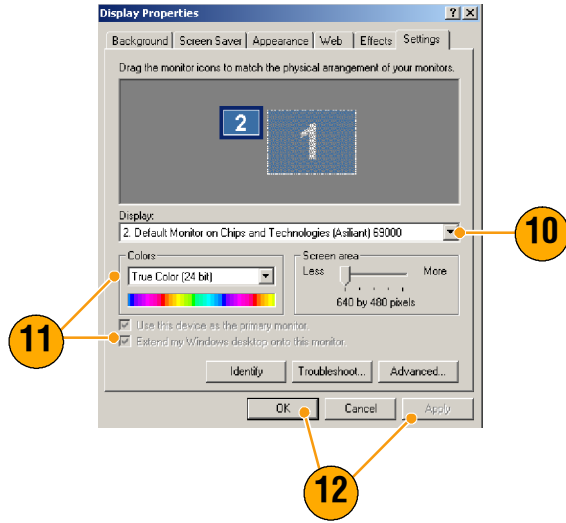 Display Properties
Background Screen Saver Appearance Web Effects Settings
Drag the monitor icons to match the physical arrangement of your monitors.
2
1
Display:
2. Default Monitor on Chips and Technologies (Asiliant) 69000
10
Colors
True Color (24 bit)
Screen area
Less More
640 by 480 pixels
11
Use this device as the primary monitor.
Extend my Windows desktop onto this monitor.
Identify Troubleshoot... Advanced...
OK Cancel Apply
12